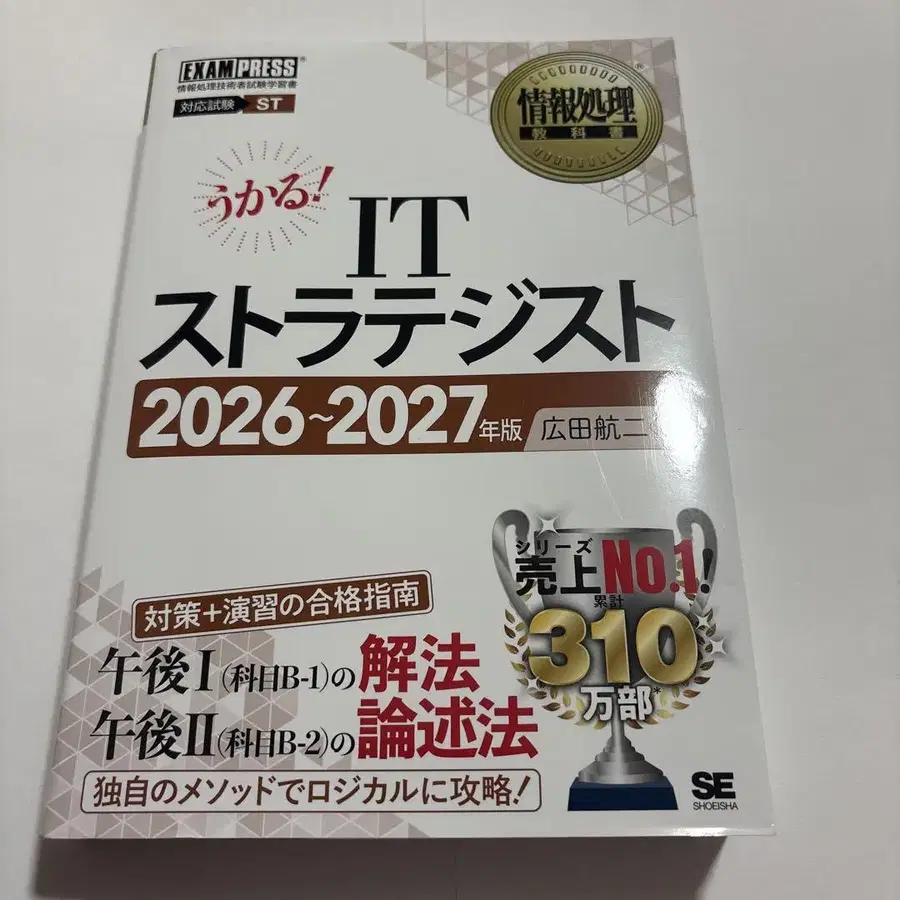 EXAMPRESS
情報処理技術者試験学習書
対応試験 ST
情報処理®
教科書
うかる!
IT
ストラテジスト
2026~2027年版 広田航二
シリーズ
売上No.1!
累計
310
万部*
対策+演習の合格指南
午後I(科目B-1)の解法
午後II(科目B-2)の論述法
独自のメソッドでロジカルに攻略!
SE
SHOEISHA